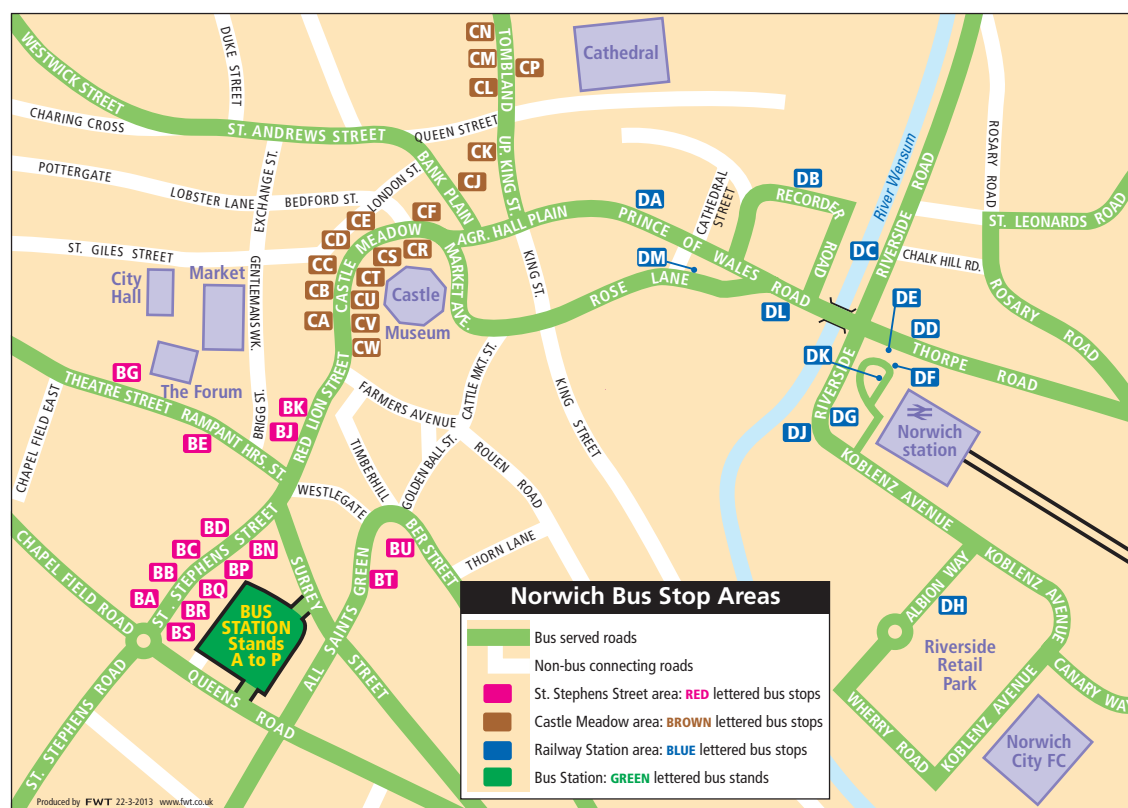 WESTWICK STREET
DUKE STREET
CN
CM
CL
CP
TOMBLAND
Cathedral
CHARING CROSS
ST. ANDREWS STREET
QUEEN STREET
BANK PLAIN
UP. KING ST.
CK
CJ
POTTERGATE
LOBSTER LANE
BEDFORD ST.
EXCHANGE ST.
LONDON ST.
CATHEDRAL STREET
DB
RECORDER ROAD
River Wensum
RIVERSIDE ROAD
ROSARY ROAD
ST. LEONARDS ROAD
CHALK HILL RD.
ROSARY ROAD
ST. GILES STREET
City Hall
Market
GENTLEMANS WK.
The Forum
CE
CF
CD
CC
CB
CA
CASTLE MEADOW
CR
CS
CT
CU
CV
CW
Castle
Museum
AGR. HALL PLAIN
MARKET AVE.
DA
PRINCE OF WALES ROAD
DM
ROSE LANE
KING ST.
DL
DC
DE
DD
THORPE ROAD
DK
DF
DG
DJ
RIVERSIDE
Norwich station
BG
THEATRE STREET
RAMPANT HRS. ST.
BE
BRIGG S'.
BK
BJ
RED LION STREET
CHAPEL FIELD EAST
FARMERS AVENUE
CATTLE MKT. ST.
KING STREET
TIMBERHILL
GOLDEN BALL ST.
ROUEN ROAD
WESTLEGATE
THORN LANE
BER STREET
BU
BT
ALL SAINTS GREEN
SURREY STREET
CHAPEL FIELD ROAD
ST. STEPHENS STREET
BD
BC
BB
BA
BN
BP
BQ
BR
BS
BUS
STATION
Stands
A to P
QUEENS ROAD
ST. STEPHENS ROAD
KOBLENZ AVENUE
KOBLENZ AVENUE
ALBION WAY
DH
Riverside
Retail
Park
CANARY WAY
KOBLENZ AVENUE
WHERRY ROAD
Norwich
City FC
Norwich Bus Stop Areas
Bus served roads
Non-bus connecting roads
St. Stephens Street area: RED lettered bus stops
Castle Meadow area: BROWN lettered bus stops
Railway Station area: BLUE lettered bus stops
Bus Station: GREEN lettered bus stands
Produced by FWT 22-3-2013 www.fwt.co.uk